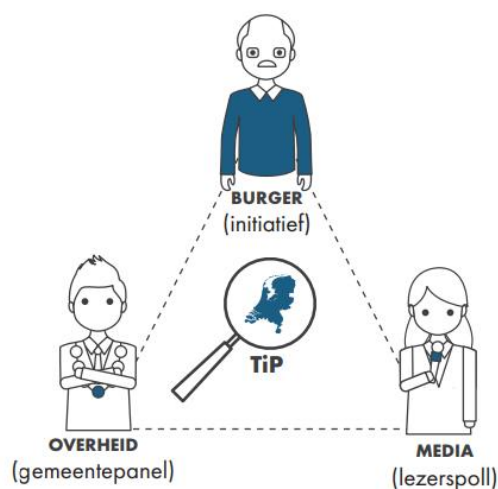 BURGER
(initiatief)
TiP
OVERHEID
(gemeentepanel)
MEDIA
(lezerspoll)